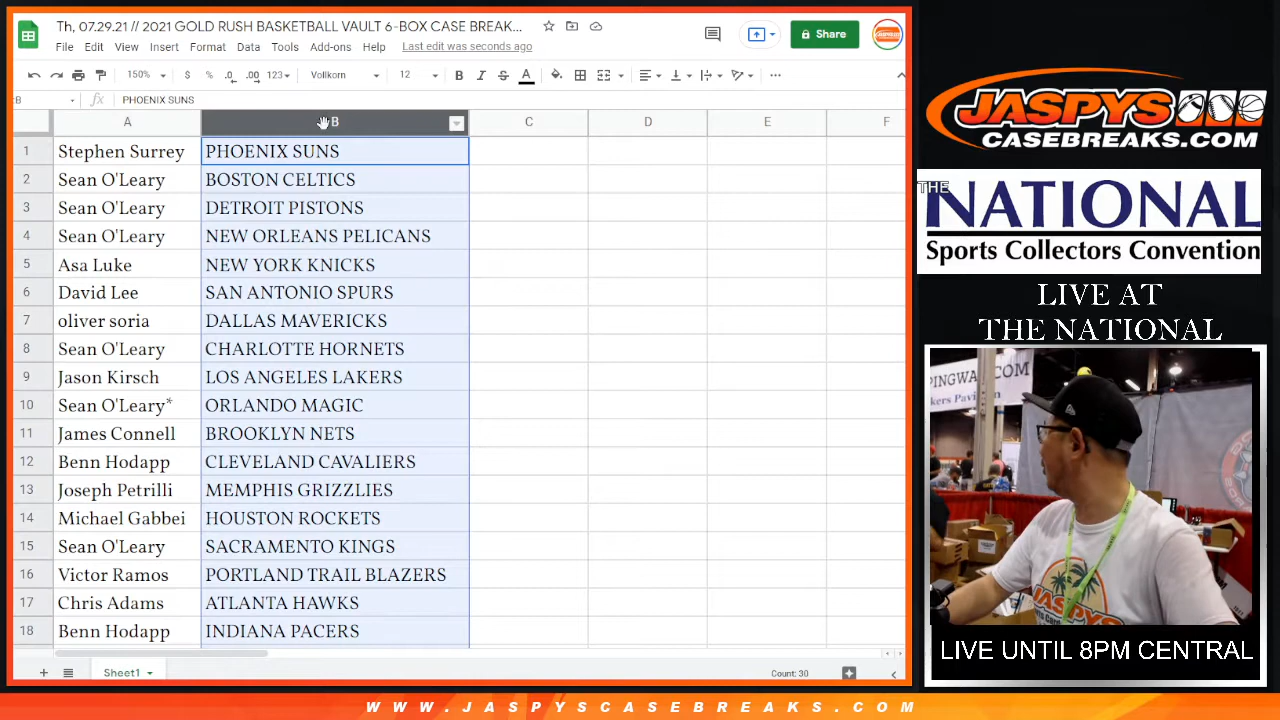 Th, 07.29.21 // 2021 GOLD RUSH BASKETBALL VAULT 6-BOX CASE BREAK...
File Edit View Insert Format Data Tools Add-ons Help Last edit was seconds ago
Share
150% $ % .0 .00 123 Vollkorn 12 B I S A
B fx PHOENIX SUNS
A B C D E F
1 Stephen Surrey PHOENIX SUNS
2 Sean O'Leary BOSTON CELTICS
3 Sean O'Leary DETROIT PISTONS
4 Sean O'Leary NEW ORLEANS PELICANS
5 Asa Luke NEW YORK KNICKS
6 David Lee SAN ANTONIO SPURS
7 oliver soria DALLAS MAVERICKS
8 Sean O'Leary CHARLOTTE HORNETS
9 Jason Kirsch LOS ANGELES LAKERS
10 Sean O'Leary* ORLANDO MAGIC
11 James Connell BROOKLYN NETS
12 Benn Hodapp CLEVELAND CAVALIERS
13 Joseph Petrilli MEMPHIS GRIZZLIES
14 Michael Gabbei HOUSTON ROCKETS
15 Sean O'Leary SACRAMENTO KINGS
16 Victor Ramos PORTLAND TRAIL BLAZERS
17 Chris Adams ATLANTA HAWKS
18 Benn Hodapp INDIANA PACERS
Sheet1
Count: 30
JASPYS
CASEBREAKS.COM
THE
NATIONAL
Sports Collectors Convention
LIVE AT
THE NATIONAL
PINGWA.COM
JASPYS
LIVE UNTIL 8PM CENTRAL
WWW.JASPYSCASEBREAKS.COM